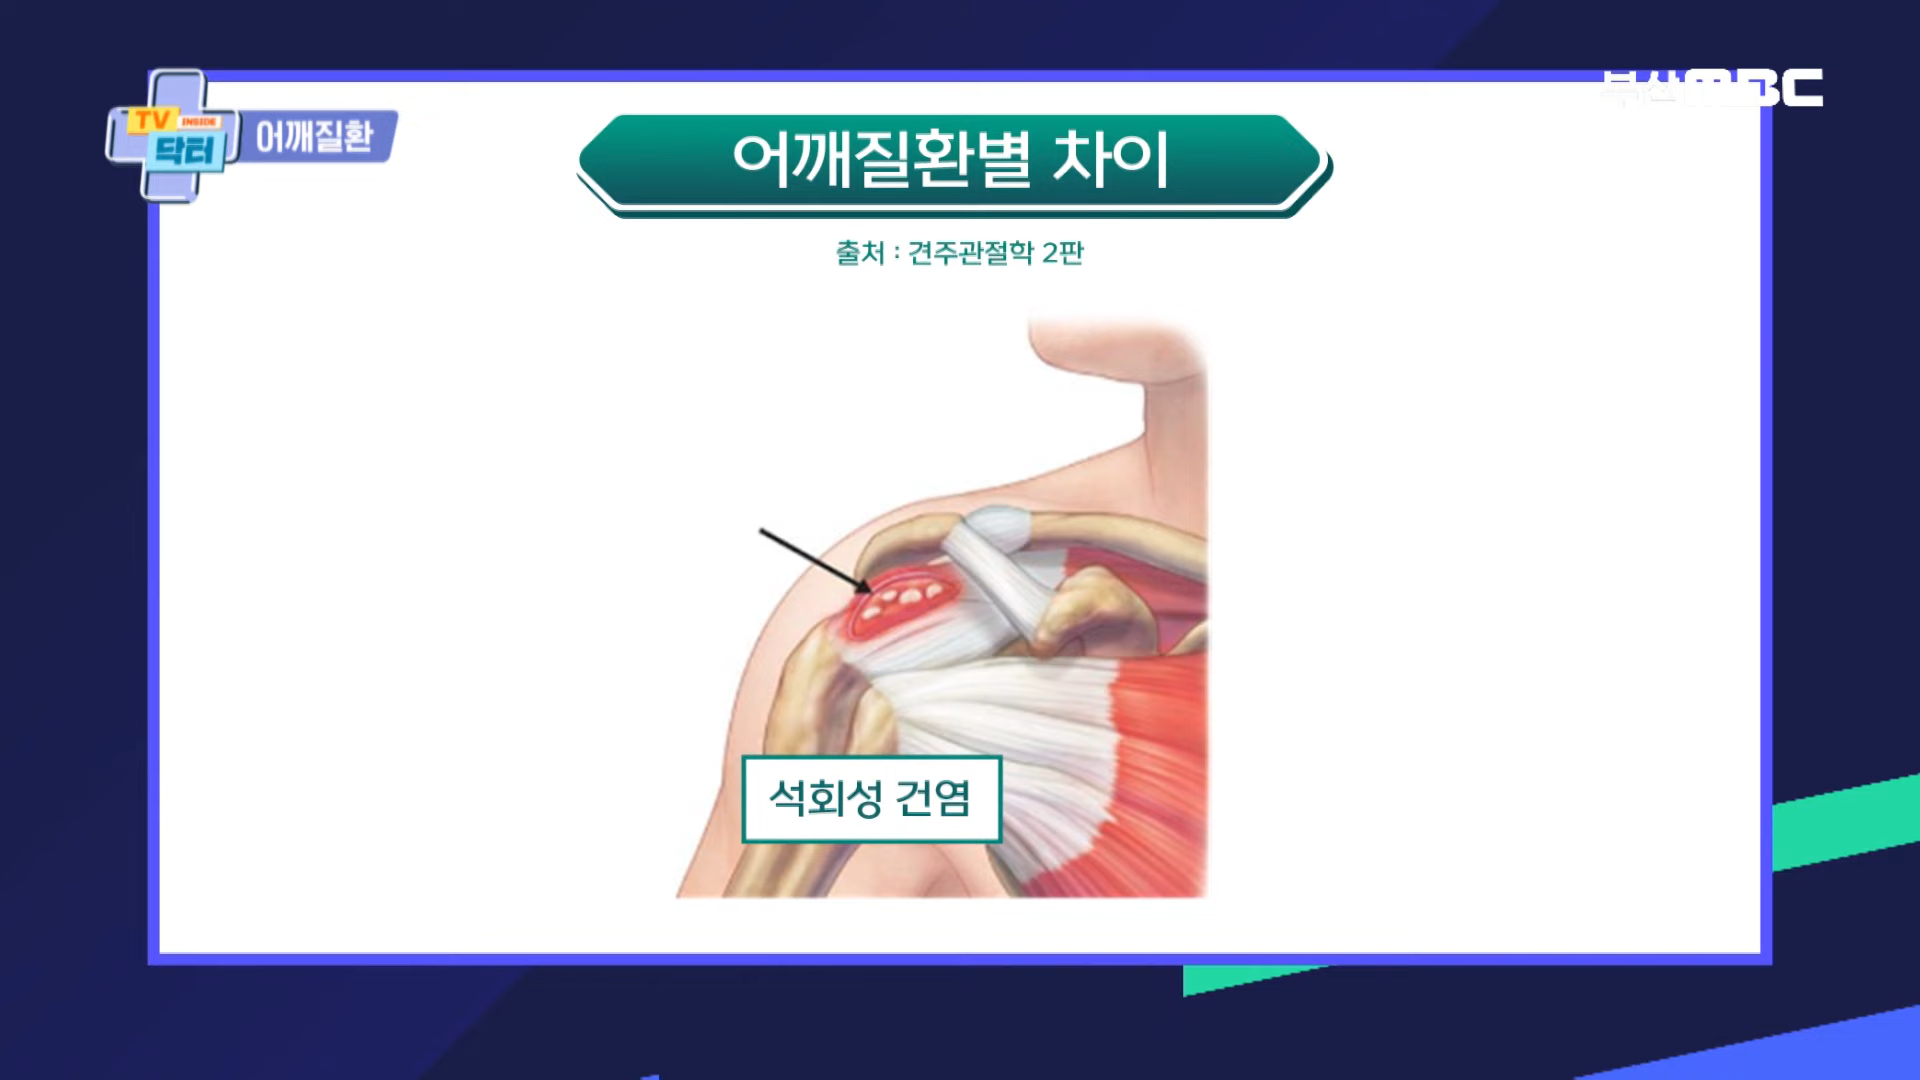 TV INSIDE
닥터
어깨질환
부산MBC
어깨질환별 차이
출처 : 견주관절학 2판
석회성 건염